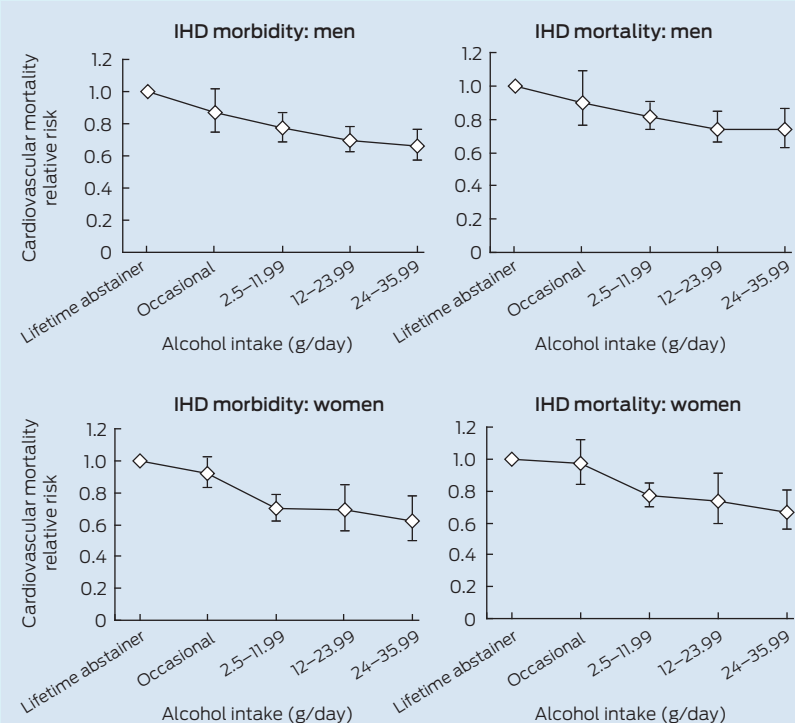 IHD morbidity: men
Cardiovascular mortality
relative risk
1.2
1.0
0.8
0.6
0.4
0.2
0
Lifetime abstainer
Occasional
2.5–11.99
12–23.99
24–35.99
Alcohol intake (g/day)
IHD mortality: men
1.2
1.0
0.8
0.6
0.4
0.2
0
Lifetime abstainer
Occasional
2.5–11.99
12–23.99
24–35.99
Alcohol intake (g/day)
IHD morbidity: women
Cardiovascular mortality
relative risk
1.2
1.0
0.8
0.6
0.4
0.2
0
Lifetime abstainer
Occasional
2.5–11.99
12–23.99
24–35.99
Alcohol intake (g/day)
IHD mortality: women
1.2
1.0
0.8
0.6
0.4
0.2
0
Lifetime abstainer
Occasional
2.5–11.99
12–23.99
24–35.99
Alcohol intake (g/day)